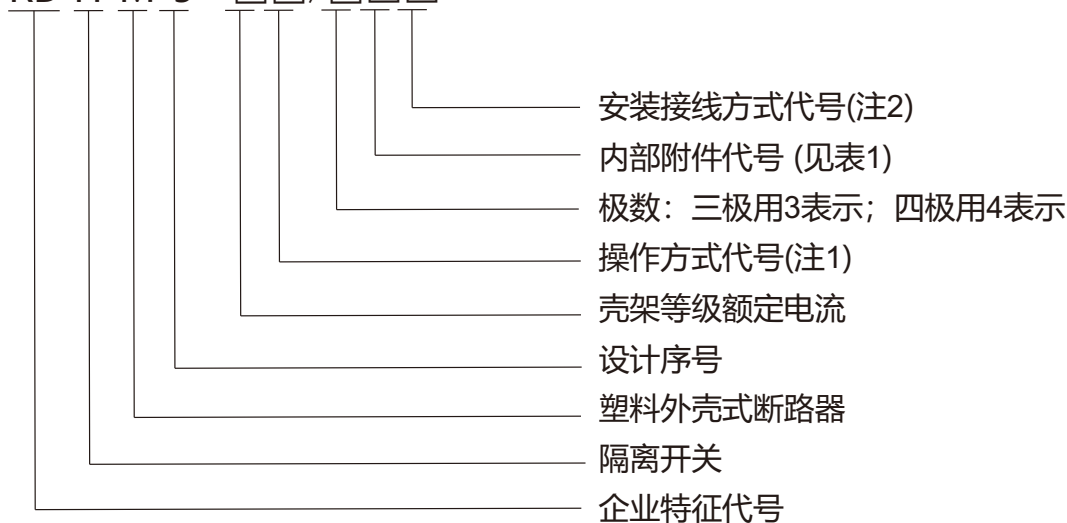 安装接线方式代号(注2)
内部附件代号 (见表1)
极数：三极用3表示；四极用4表示
操作方式代号(注1)
壳架等级额定电流
设计序号
塑料外壳式断路器
隔离开关
企业特征代号